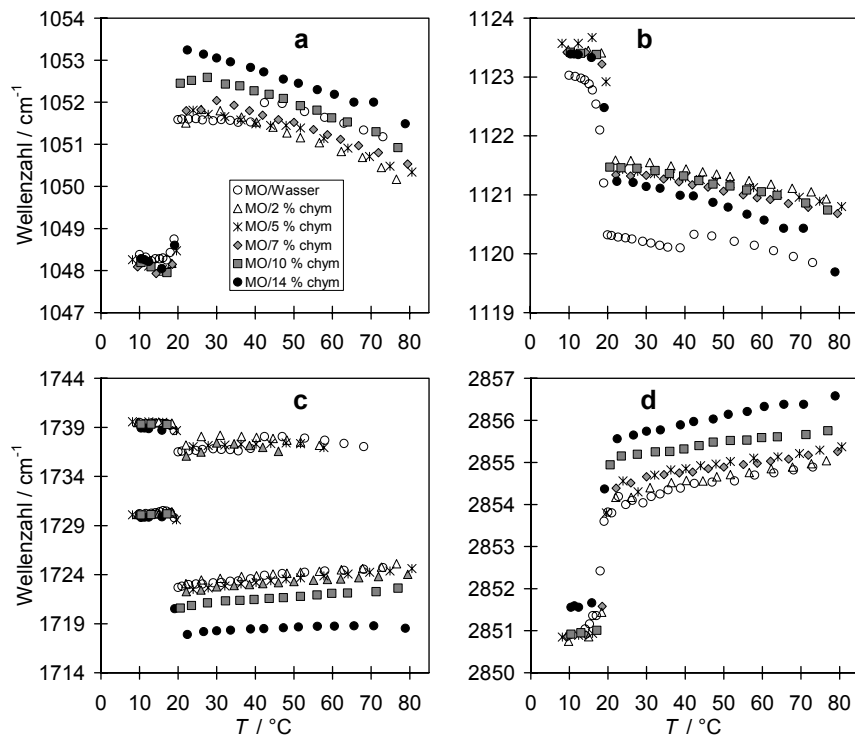 a
1054
1053
1052
1051
1050
1049
1048
1047
Wellenzahl / cm⁻¹
MO/Wasser
MO/2 % chym
MO/5 % chym
MO/7 % chym
MO/10 % chym
MO/14 % chym
0 10 20 30 40 50 60 70 80
b
1124
1123
1122
1121
1120
1119
0 10 20 30 40 50 60 70 80
c
1744
1739
1734
1729
1724
1719
1714
Wellenzahl / cm⁻¹
0 10 20 30 40 50 60 70 80
T / °C
d
2857
2856
2855
2854
2853
2852
2851
2850
0 10 20 30 40 50 60 70 80
T / °C